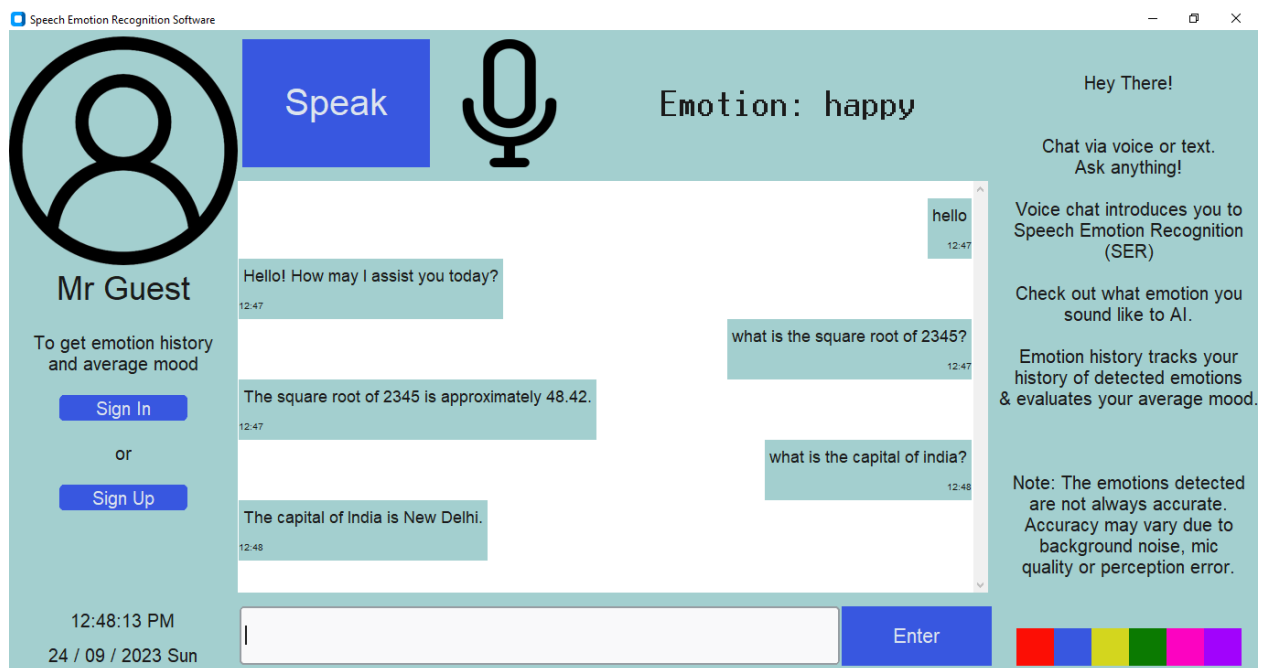 Speech Emotion Recognition Software
Speak
Emotion: happy
Mr Guest
To get emotion history
and average mood
Sign In
or
Sign Up
12:48:13 PM
24 / 09 / 2023 Sun
hello
12:47
Hello! How may I assist you today?
12:47
what is the square root of 2345?
12:47
The square root of 2345 is approximately 48.42.
12:47
what is the capital of india?
12:48
The capital of India is New Delhi.
12:48
Enter
Hey There!
Chat via voice or text.
Ask anything!
Voice chat introduces you to
Speech Emotion Recognition
(SER)
Check out what emotion you
sound like to AI.
Emotion history tracks your
history of detected emotions
& evaluates your average mood.
Note: The emotions detected
are not always accurate.
Accuracy may vary due to
background noise, mic
quality or perception error.